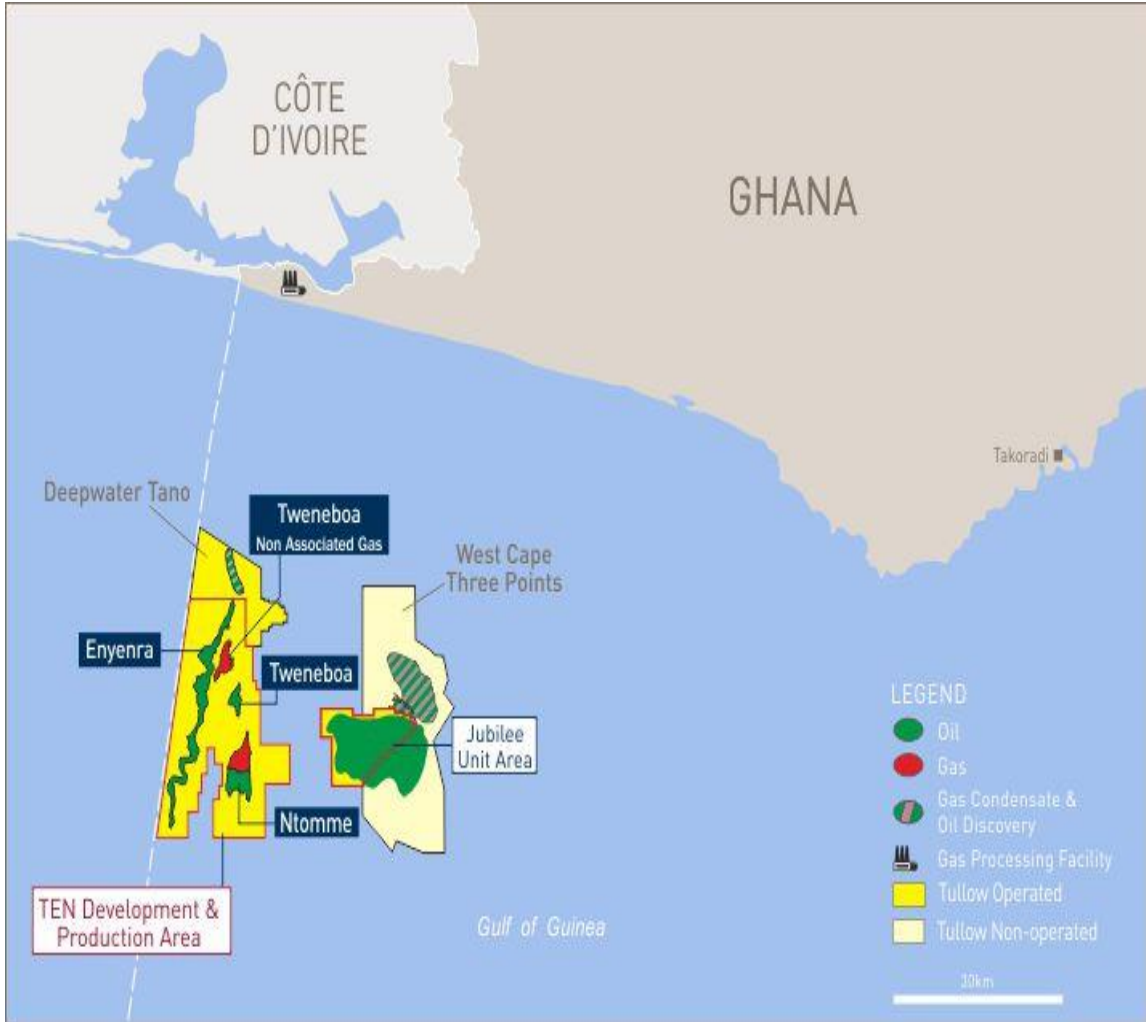 CÔTE
D'IVOIRE
GHANA
Takoradi
Deepwater Tano
Tweneboa
Non Associated Gas
West Cape
Three Points
Enyenra
Tweneboa
Jubilee
Unit Area
Ntomme
TEN Development &
Production Area
Gulf of Guinea
LEGEND
Oil
Gas
Gas Condensate &
Oil Discovery
Gas Processing Facility
Tullow Operated
Tullow Non-operated
30km